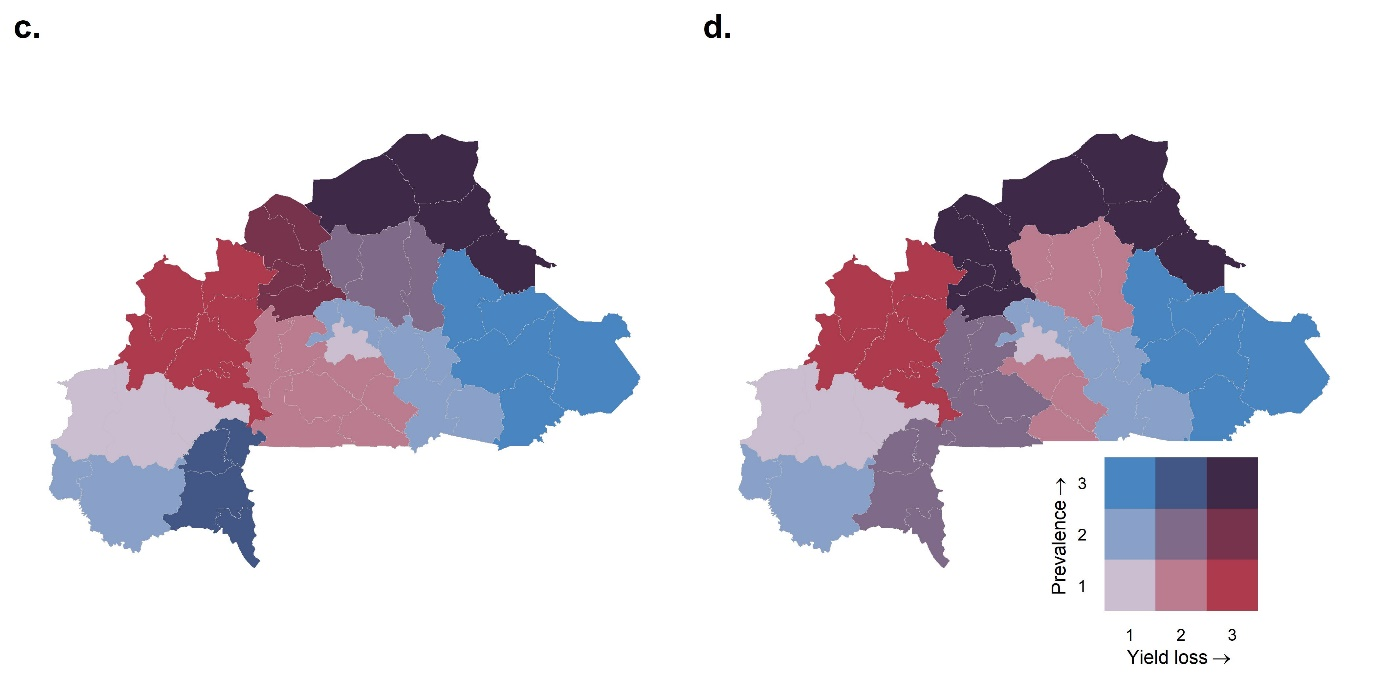 c.
d.
Prevalence →
3
2
1
1 2 3
Yield loss →